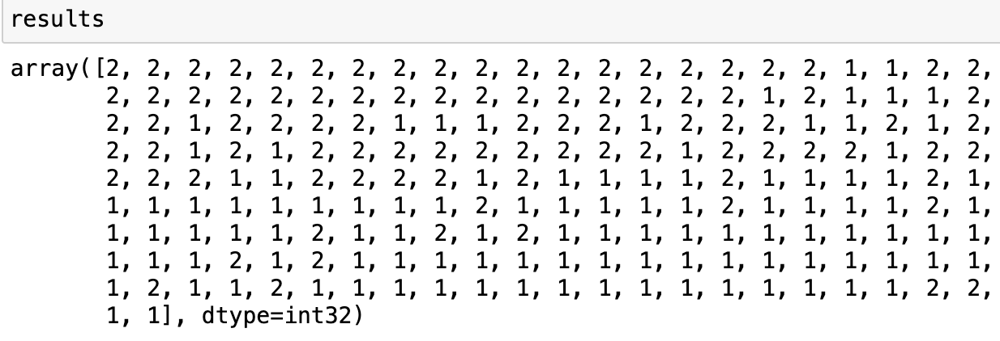 results
array([2, 2, 2, 2, 2, 2, 2, 2, 2, 2, 2, 2, 2, 2, 2, 2, 2, 2, 1, 1, 2, 2,
2, 2, 2, 2, 2, 2, 2, 2, 2, 2, 2, 2, 2, 2, 2, 2, 1, 2, 1, 1, 1, 2,
2, 2, 1, 2, 2, 2, 2, 1, 1, 1, 2, 2, 2, 1, 2, 2, 2, 1, 1, 2, 1, 2,
2, 2, 1, 2, 1, 2, 2, 2, 2, 2, 2, 2, 2, 2, 1, 2, 2, 2, 2, 1, 2, 2,
2, 2, 2, 1, 1, 2, 2, 2, 2, 1, 2, 1, 1, 1, 1, 2, 1, 1, 1, 1, 2, 1,
1, 1, 1, 1, 1, 1, 1, 1, 1, 2, 1, 1, 1, 1, 1, 2, 1, 1, 1, 1, 2, 1,
1, 1, 1, 1, 1, 2, 1, 1, 2, 1, 2, 1, 1, 1, 1, 1, 1, 1, 1, 1, 1, 1,
1, 1, 1, 2, 1, 2, 1, 1, 1, 1, 1, 1, 1, 1, 1, 1, 1, 1, 1, 1, 1, 1,
1, 2, 1, 1, 2, 1, 1, 1, 1, 1, 1, 1, 1, 1, 1, 1, 1, 1, 1, 1, 2, 2,
1, 1], dtype=int32)